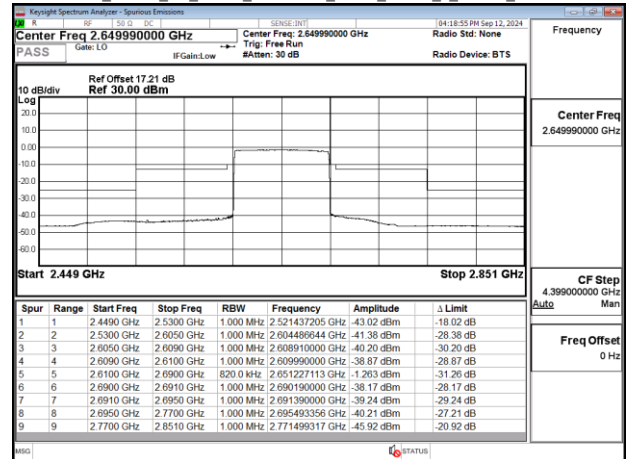 Keysight Spectrum Analyzer - Spurious Emissions
R RF 50 Ω DC SENSE:INT 04:18:55 PM Sep 12, 2024
Center Freq 2.649990000 GHz Center Freq: 2.649990000 GHz Radio Std: None Frequency
PASS Gate: LO IFGain:Low Trig: Free Run
#Atten: 30 dB Radio Device: BTS
Ref Offset 17.21 dB
10 dB/div Ref 30.00 dBm
Log
20.0
10.0
0.00
-10.0
-20.0
-30.0
-40.0
-50.0
-60.0
Start 2.449 GHz Stop 2.851 GHz
Spur Range Start Freq Stop Freq RBW Frequency Amplitude Δ Limit
1 1 2.4490 GHz 2.5300 GHz 1.000 MHz 2.521437205 GHz -43.02 dBm -18.02 dB
2 2 2.5300 GHz 2.6050 GHz 1.000 MHz 2.604486644 GHz -41.38 dBm -28.38 dB
3 3 2.6050 GHz 2.6090 GHz 1.000 MHz 2.608910000 GHz -40.20 dBm -30.20 dB
4 4 2.6090 GHz 2.6100 GHz 1.000 MHz 2.609990000 GHz -38.87 dBm -28.87 dB
5 5 2.6100 GHz 2.6900 GHz 820.0 kHz 2.651227113 GHz -1.263 dBm -31.26 dB
6 6 2.6900 GHz 2.6910 GHz 1.000 MHz 2.690190000 GHz -38.17 dBm -28.17 dB
7 7 2.6910 GHz 2.6950 GHz 1.000 MHz 2.691390000 GHz -39.24 dBm -29.24 dB
8 8 2.6950 GHz 2.7700 GHz 1.000 MHz 2.695493356 GHz -40.21 dBm -27.21 dB
9 9 2.7700 GHz 2.8510 GHz 1.000 MHz 2.771499317 GHz -45.92 dBm -20.92 dB
Center Freq
2.649990000 GHz
CF Step
4.399000000 GHz
Auto Man
Freq Offset
0 Hz
MSG STATUS